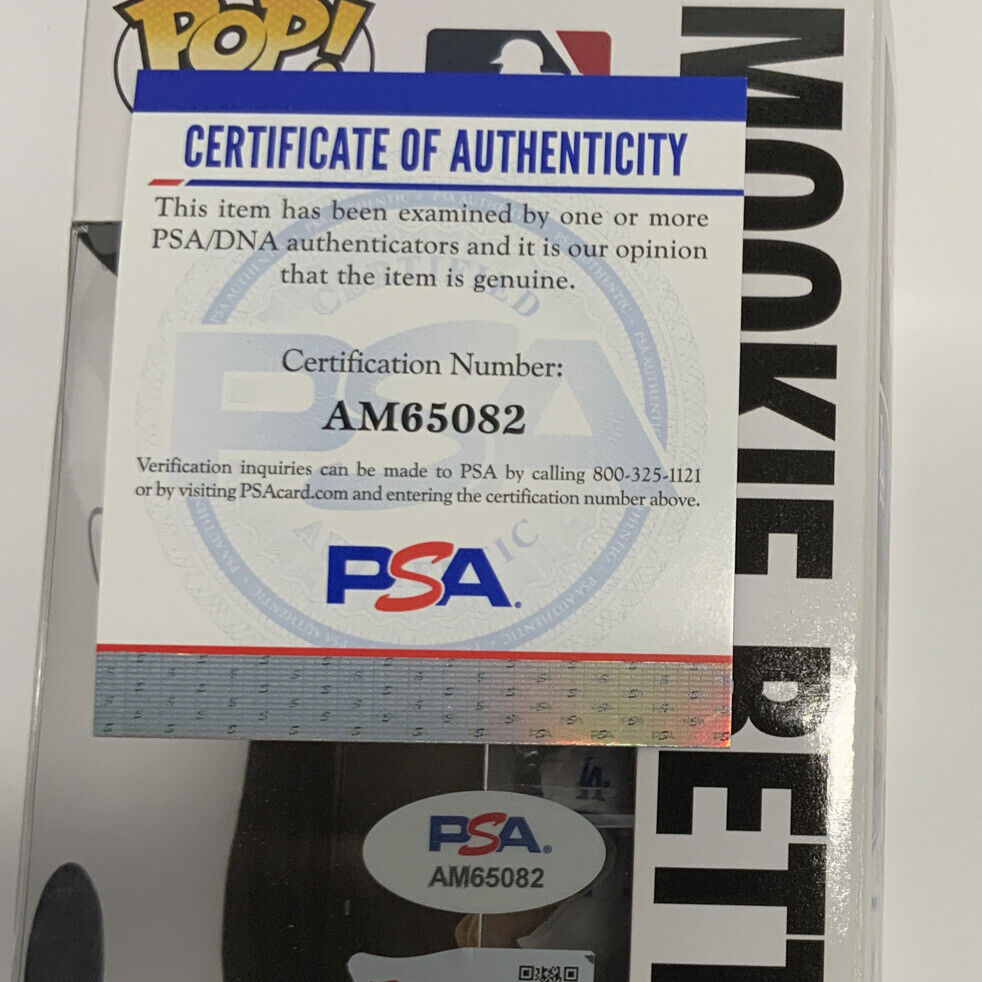 POP!
CERTIFICATE OF AUTHENTICITY
This item has been examined by one or more
PSA/DNA authenticators and it is our opinion
that the item is genuine.
Certification Number:
AM65082
Verification inquiries can be made to PSA by calling 800-325-1121
or by visiting PSAcard.com and entering the certification number above.
PSA.
MOOKIE BETT
LA
PSA.
AM65082